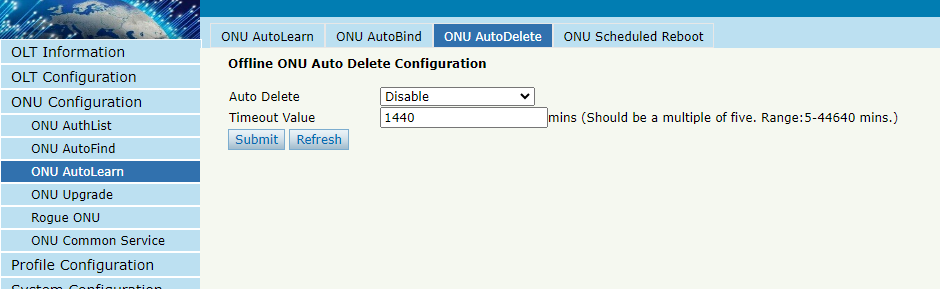 ONU AutoLearn ONU AutoBind ONU AutoDelete ONU Scheduled Reboot
OLT Information
OLT Configuration
ONU Configuration
ONU AuthList
ONU AutoFind
ONU AutoLearn
ONU Upgrade
Rogue ONU
ONU Common Service
Profile Configuration
System Configuration
Offline ONU Auto Delete Configuration
Auto Delete Disable
Timeout Value 1440 mins (Should be a multiple of five. Range:5-44640 mins.)
Submit Refresh